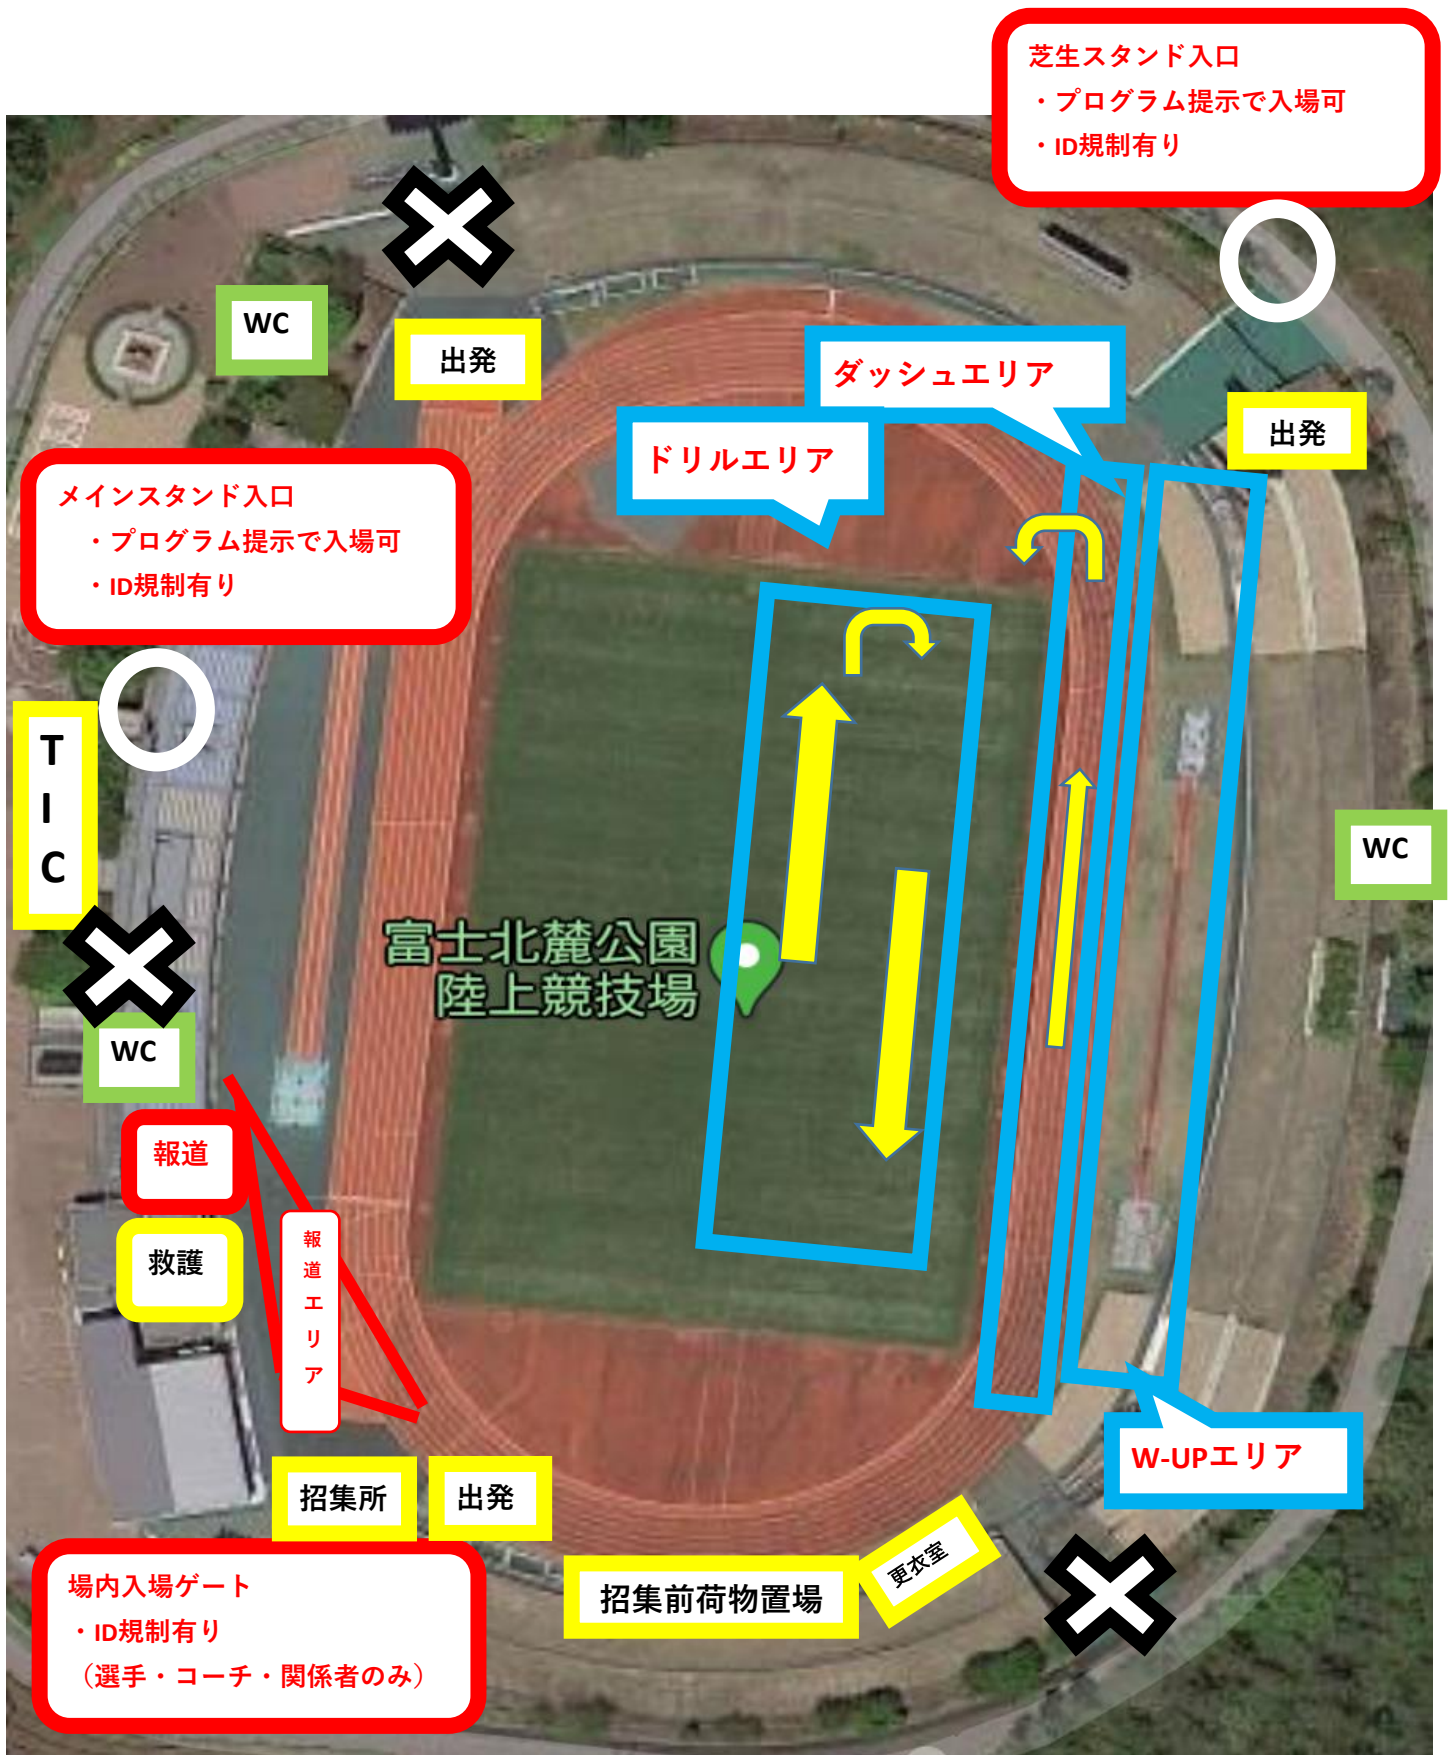 芝生スタンド入口
・プログラム提示で入場可
・ID規制有り
WC
出発
ダッシュエリア
ドリルエリア
出発
メインスタンド入口
・プログラム提示で入場可
・ID規制有り
T
I
C
WC
富士北麓公園
陸上競技場
WC
報道
報道エリア
救護
W-UPエリア
招集所
出発
更衣室
招集前荷物置場
場内入場ゲート
・ID規制有り
（選手・コーチ・関係者のみ）